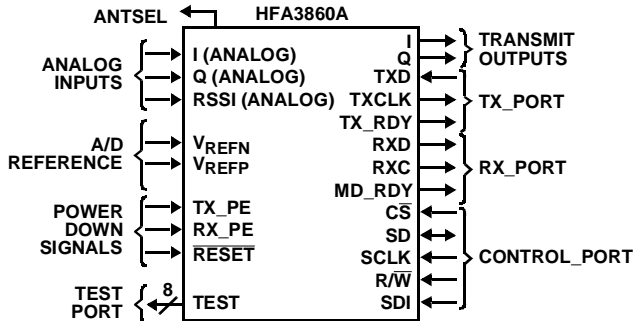 ANTSEL
HFA3860A
ANALOG
INPUTS
I (ANALOG)
Q (ANALOG)
RSSI (ANALOG)
A/D
REFERENCE
VREFN
VREFP
POWER
DOWN
SIGNALS
TX_PE
RX_PE
RESET
TEST
PORT
8
TEST
I
Q
TRANSMIT
OUTPUTS
TXD
TXCLK
TX_RDY
TX_PORT
RXD
RXC
MD_RDY
RX_PORT
CS
SD
SCLK
R/W
SDI
CONTROL_PORT